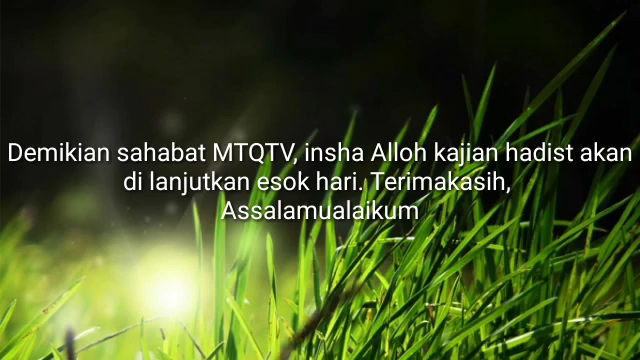 Demikian sahabat MTQTV, insha Alloh kajian hadist akan
di lanjutkan esok hari. Terimakasih,
Assalamualaikum